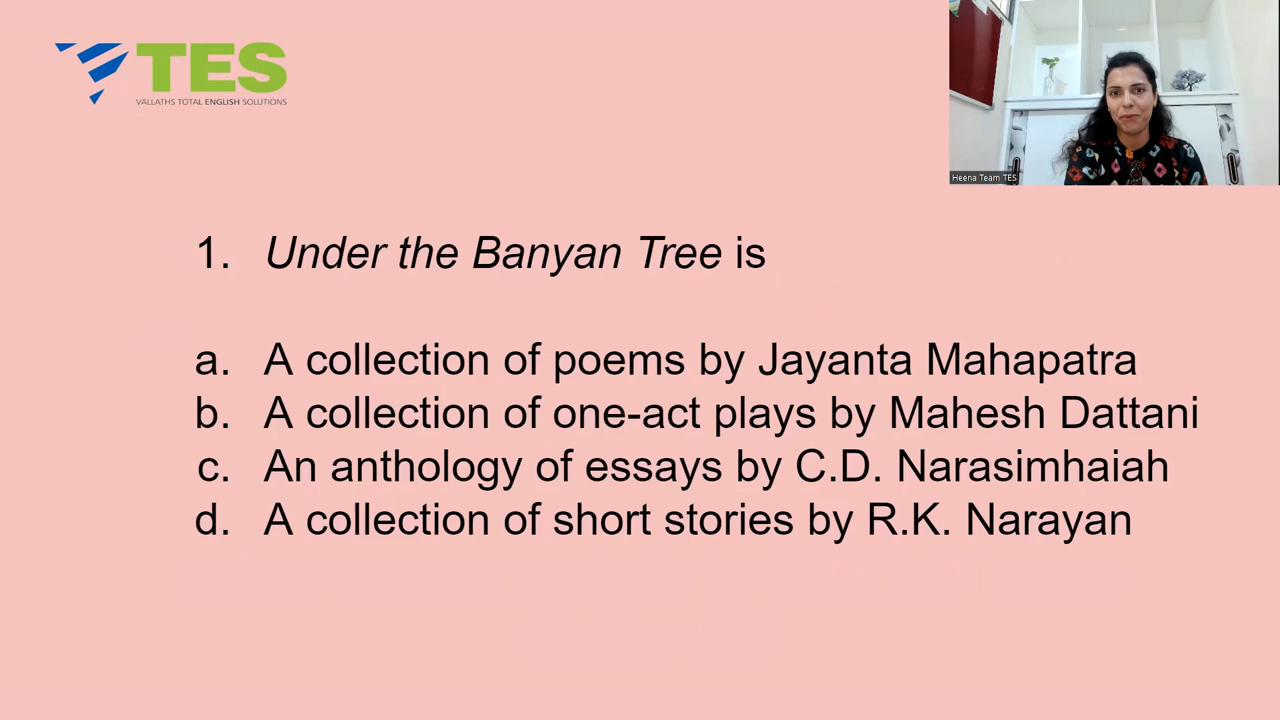 TES
VALLATHS TOTAL ENGLISH SOLUTIONS
Heena Team TES
1. Under the Banyan Tree is
a. A collection of poems by Jayanta Mahapatra
b. A collection of one-act plays by Mahesh Dattani
c. An anthology of essays by C.D. Narasimhaiah
d. A collection of short stories by R.K. Narayan